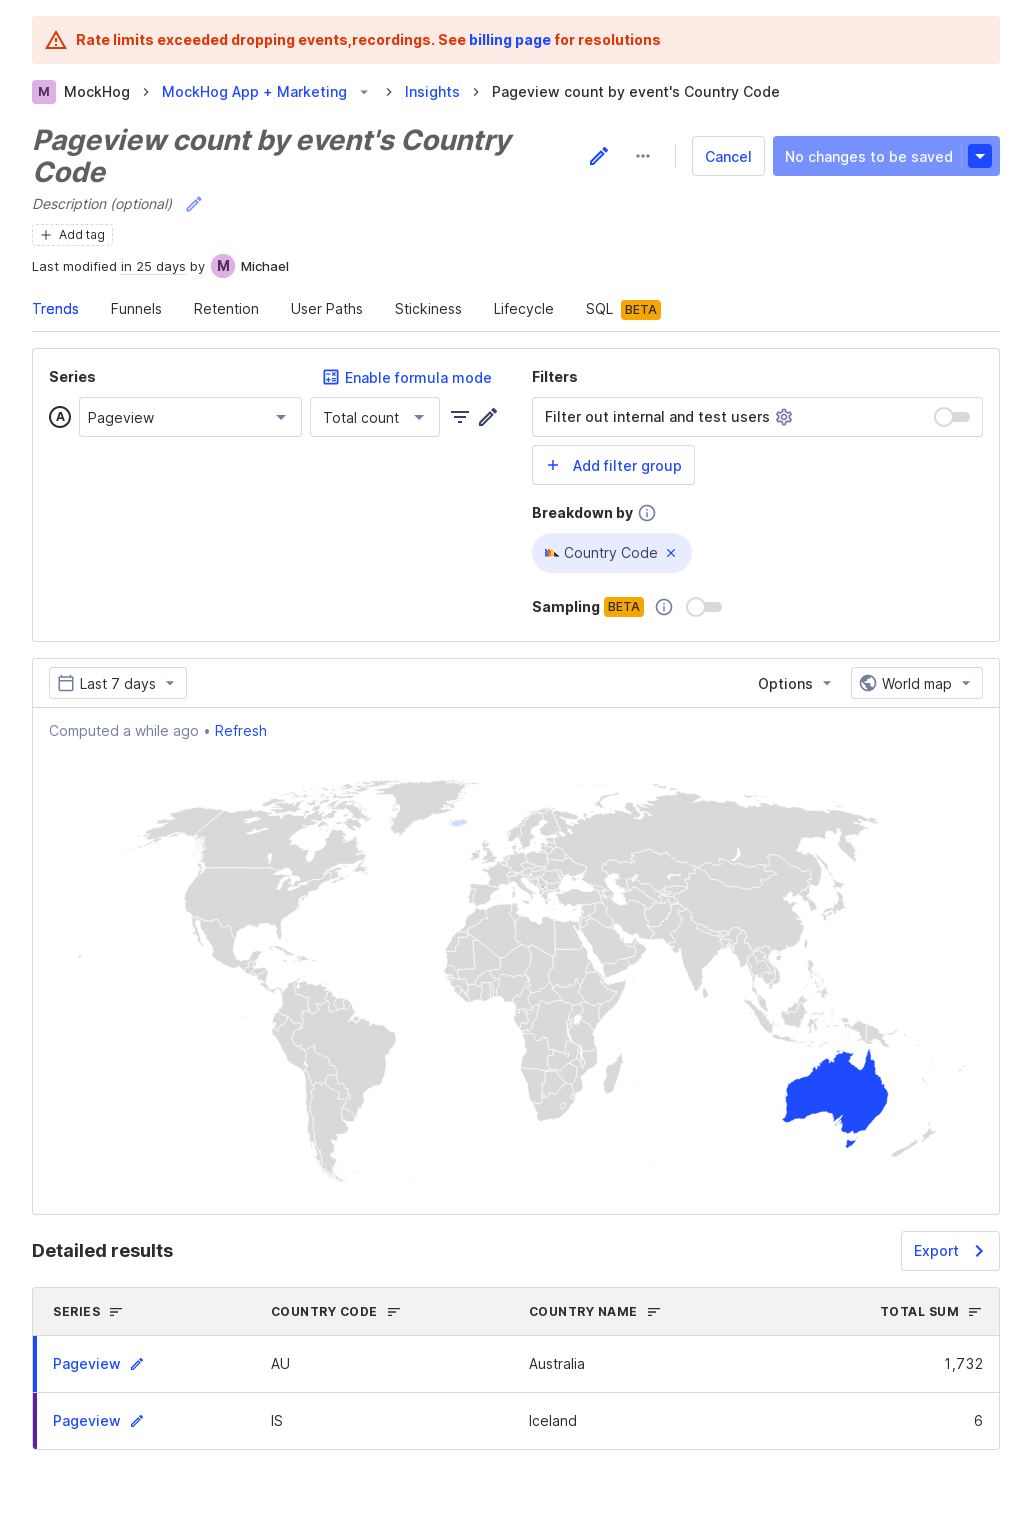 Rate limits exceeded dropping events,recordings. See billing page for resolutions
M MockHog > MockHog App + Marketing > Insights > Pageview count by event's Country Code
Pageview count by event's Country
Code
Cancel
No changes to be saved
Description (optional)
Add tag
Last modified in 25 days by M Michael
Trends Funnels Retention User Paths Stickiness Lifecycle SQL BETA
Series
Enable formula mode
A Pageview Total count
Filters
Filter out internal and test users
+ Add filter group
Breakdown by
Country Code
Sampling BETA
Last 7 days Options World map
Computed a while ago • Refresh
Detailed results Export
SERIES COUNTRY CODE COUNTRY NAME TOTAL SUM
Pageview AU Australia 1,732
Pageview IS Iceland 6